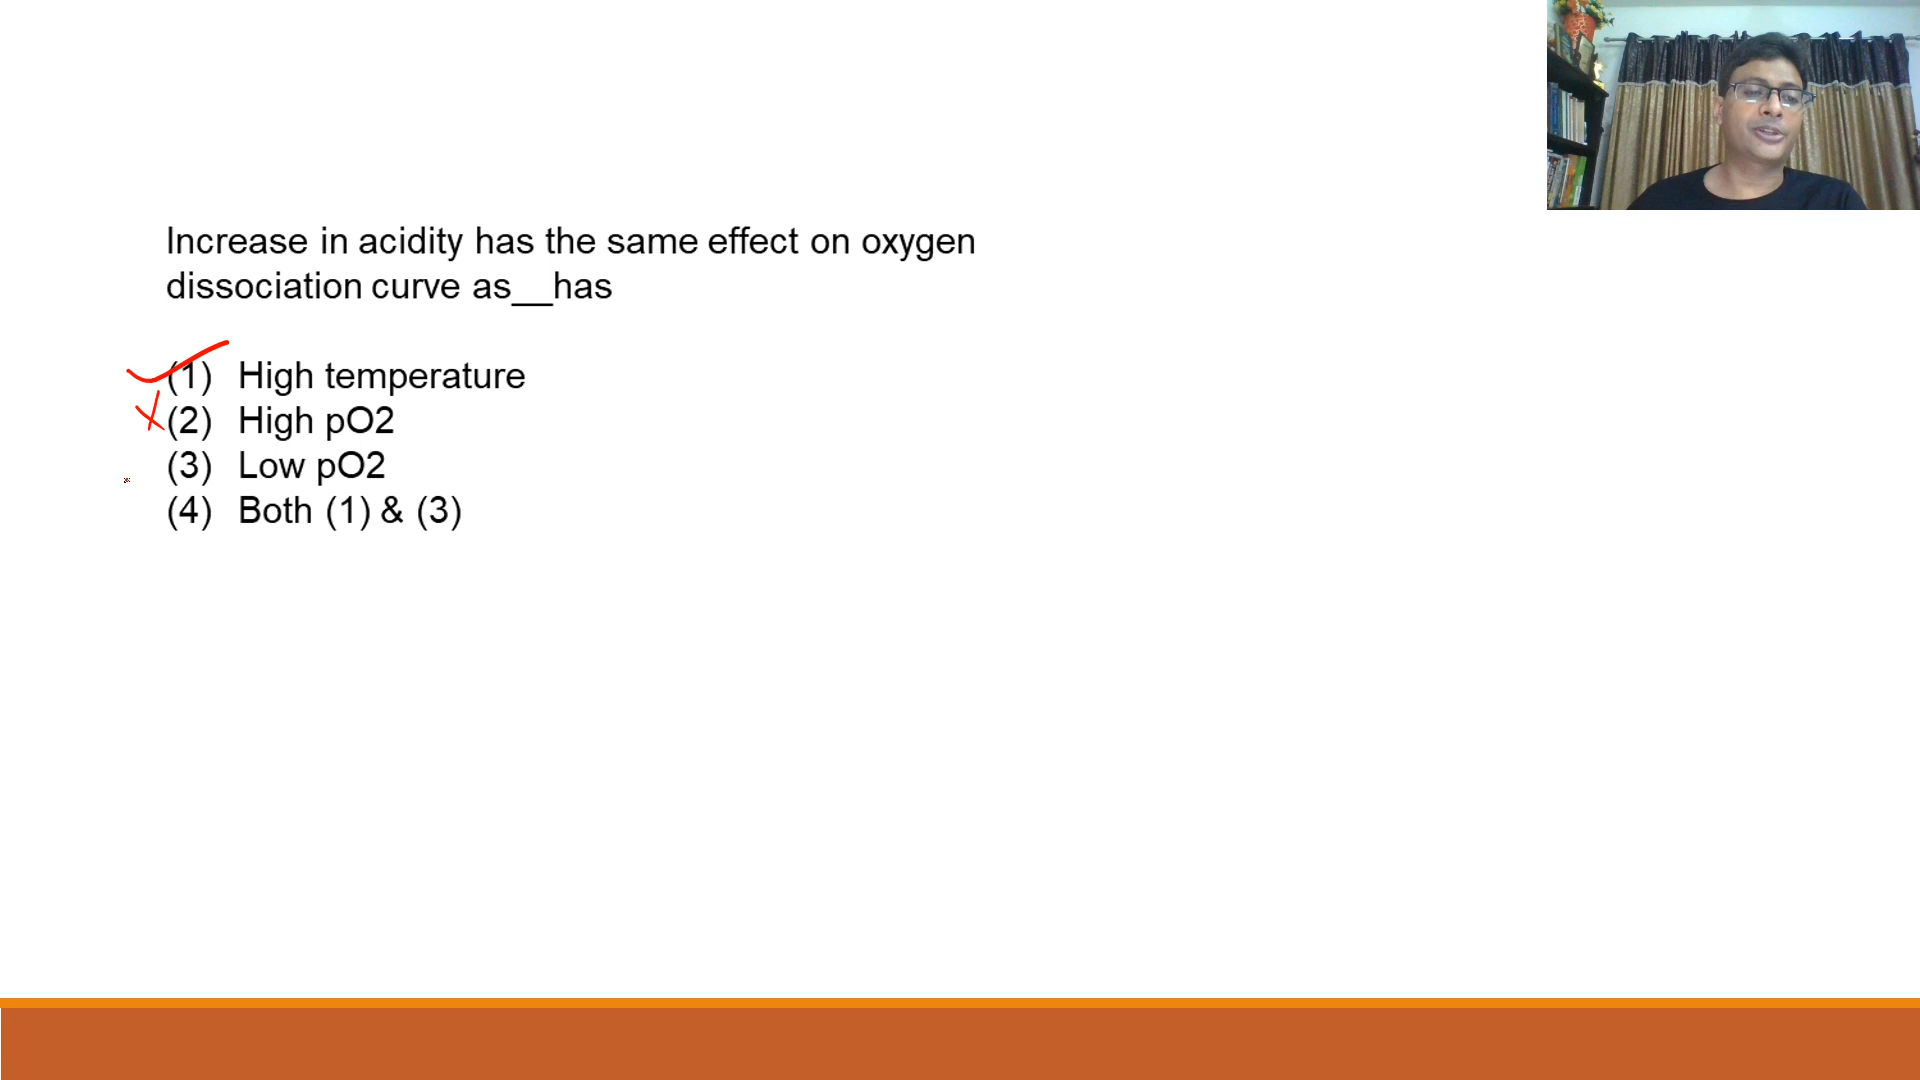 Increase in acidity has the same effect on oxygen
dissociation curve as__has
(1) High temperature
(2) High pO2
(3) Low pO2
(4) Both (1) & (3)